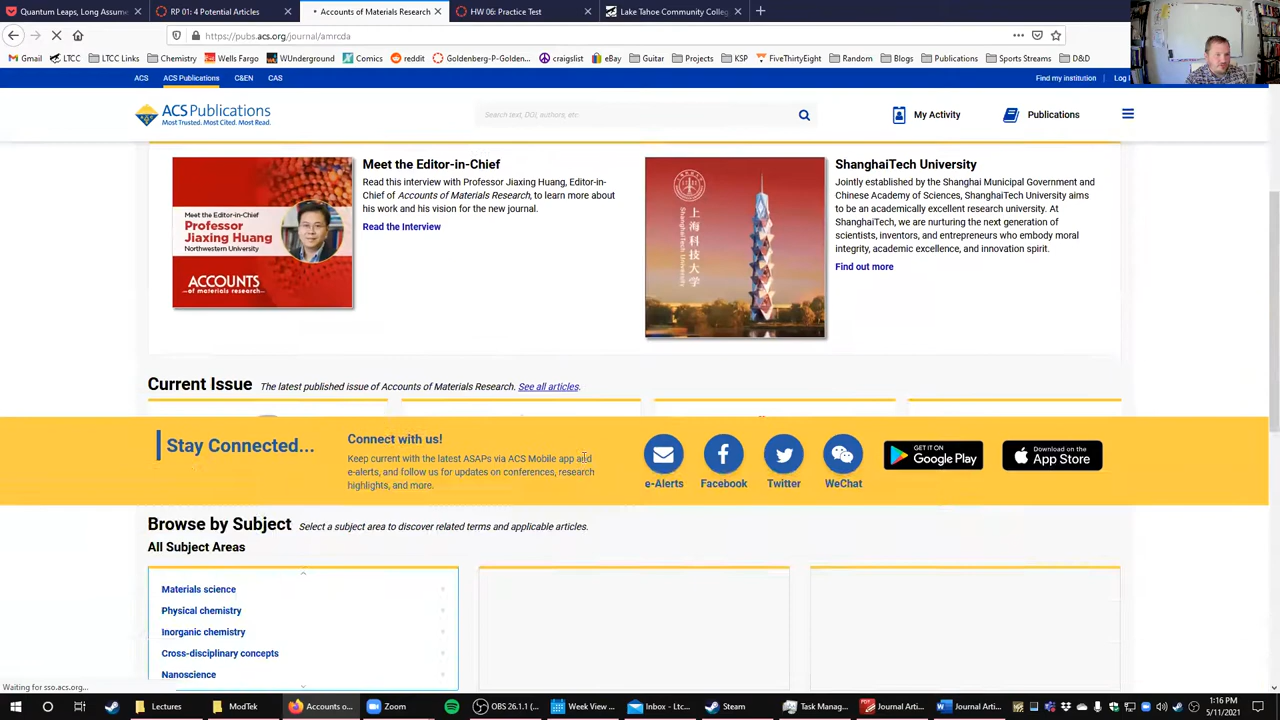 Quantum Leaps, Long Assume
RP 01: 4 Potential Articles
Accounts of Materials Research
HW 06: Practice Test
Lake Tahoe Community Colleg
https://pubs.acs.org/journal/amrcda
Gmail
LTCC
LTCC Links
Chemistry
Wells Fargo
WUnderground
Comics
reddit
Goldenberg-P-Golden...
craigslist
eBay
Guitar
Projects
KSP
FiveThirtyEight
Random
Blogs
Publications
Sports Streams
D&D
ACS
ACS Publications
C&EN
CAS
Find my institution
Log
ACS Publications
Most Trusted. Most Cited. Most Read.
Search text, DOI, authors, etc.
My Activity
Publications
Meet the Editor-in-Chief
Professor
Jiaxing Huang
Northwestern University
ACCOUNTS
of materials research
Meet the Editor-in-Chief
Read this interview with Professor Jiaxing Huang, Editor-in-
Chief of Accounts of Materials Research, to learn more about
his work and his vision for the new journal.
Read the Interview
上海科技大学
ShanghaiTech University
ShanghaiTech University
Jointly established by the Shanghai Municipal Government and
Chinese Academy of Sciences, ShanghaiTech University aims
to be an academically excellent research university. At
ShanghaiTech, we are nurturing the next generation of
scientists, inventors, and entrepreneurs who embody moral
integrity, academic excellence, and innovation spirit.
Find out more
Current Issue
The latest published issue of Accounts of Materials Research. See all articles.
Stay Connected...
Connect with us!
Keep current with the latest ASAPs via ACS Mobile app and
e-alerts, and follow us for updates on conferences, research
highlights, and more.
e-Alerts
Facebook
Twitter
WeChat
GET IT ON
Google Play
Download on the
App Store
Browse by Subject
Select a subject area to discover related terms and applicable articles.
All Subject Areas
Materials science
Physical chemistry
Inorganic chemistry
Cross-disciplinary concepts
Nanoscience
Waiting for sso.acs.org...
Lectures
ModTek
Accounts o...
Zoom
OBS 26.1.1 (...
Week View ...
Inbox - Ltc...
Steam
Task Manag...
Journal Arti...
Journal Arti...
1:16 PM
5/11/2021